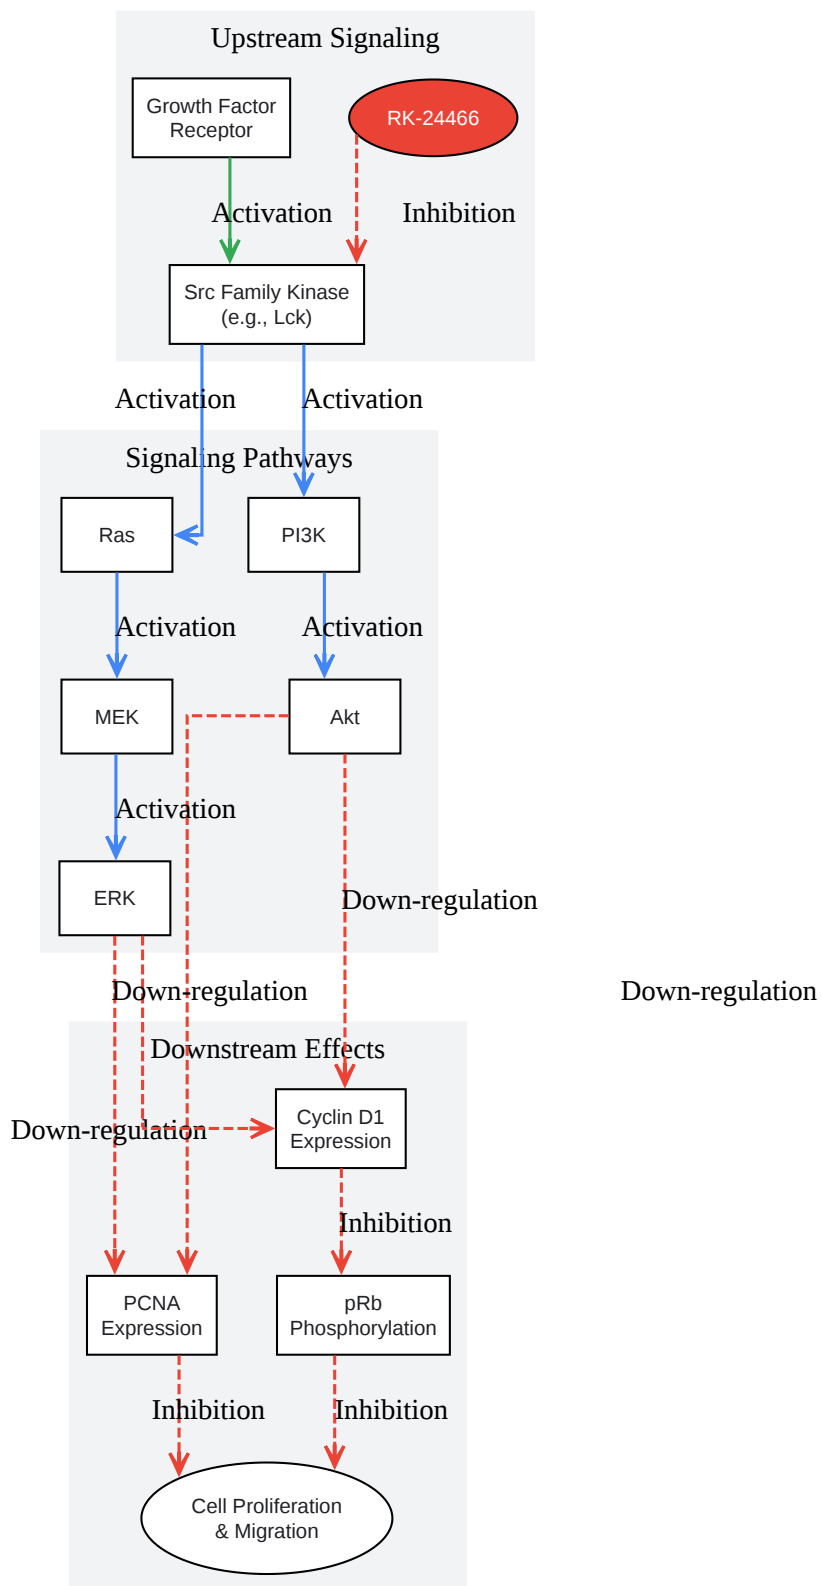 Upstream Signaling
Growth Factor
Receptor
RK-24466
Activation
Inhibition
Src Family Kinase
(e.g., Lck)
Activation
Activation
Signaling Pathways
Ras
PI3K
Activation
Activation
MEK
Akt
Activation
ERK
Down-regulation
Down-regulation
Down-regulation
Downstream Effects
Cyclin D1
Expression
Down-regulation
Inhibition
PCNA
Expression
pRb
Phosphorylation
Inhibition
Inhibition
Cell Proliferation
& Migration